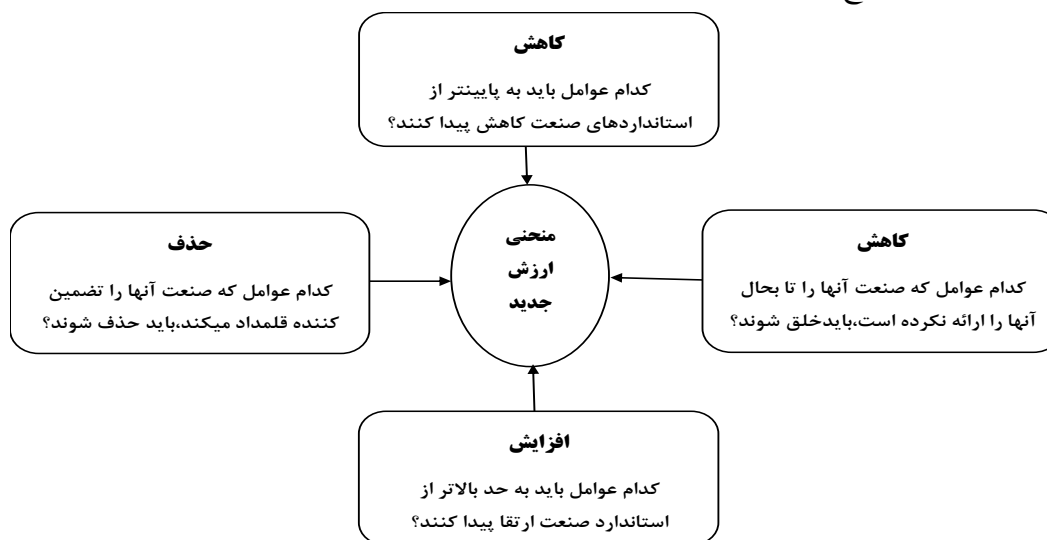 کاهش
کدام عوامل باید به پایینتر از
استانداردهای صنعت کاهش پیدا کنند؟
کاهش
کدام عوامل که صنعت آنها را تا بحال
آنها را ارائه نکرده است،بایدخلق شوند؟
منحنی
ارزش
جدید
حذف
کدام عوامل که صنعت آنها را تضمین
کننده قلمداد میکند،باید حذف شوند؟
افزایش
کدام عوامل باید به حد بالاتر از
استاندارد صنعت ارتقا پیدا کنند؟